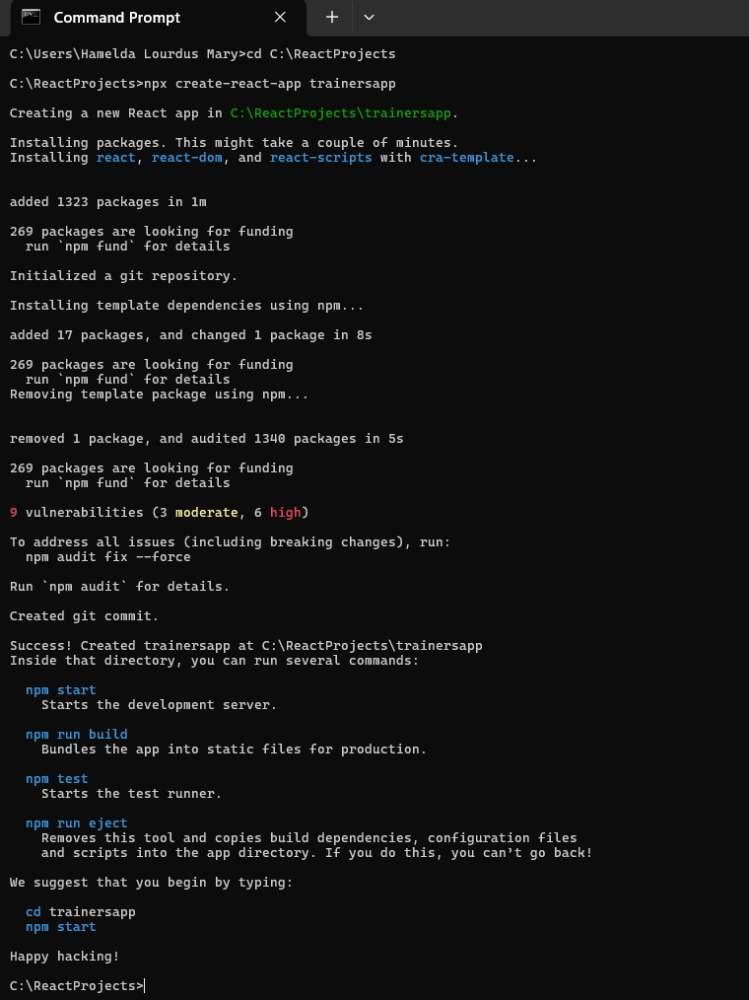 Command Prompt
C:\Users\Hamelda Lourdus Mary>cd C:\ReactProjects
C:\ReactProjects>npx create-react-app trainersapp
Creating a new React app in C:\ReactProjects\trainersapp.
Installing packages. This might take a couple of minutes.
Installing react, react-dom, and react-scripts with cra-template...
added 1323 packages in 1m
269 packages are looking for funding
  run `npm fund` for details
Initialized a git repository.
Installing template dependencies using npm...
added 17 packages, and changed 1 package in 8s
269 packages are looking for funding
  run `npm fund` for details
Removing template package using npm...
removed 1 package, and audited 1340 packages in 5s
269 packages are looking for funding
  run `npm fund` for details
9 vulnerabilities (3 moderate, 6 high)
To address all issues (including breaking changes), run:
  npm audit fix --force
Run `npm audit` for details.
Created git commit.
Success! Created trainersapp at C:\ReactProjects\trainersapp
Inside that directory, you can run several commands:
  npm start
    Starts the development server.
  npm run build
    Bundles the app into static files for production.
  npm test
    Starts the test runner.
  npm run eject
    Removes this tool and copies build dependencies, configuration files
    and scripts into the app directory. If you do this, you can’t go back!
We suggest that you begin by typing:
  cd trainersapp
  npm start
Happy hacking!
C:\ReactProjects>